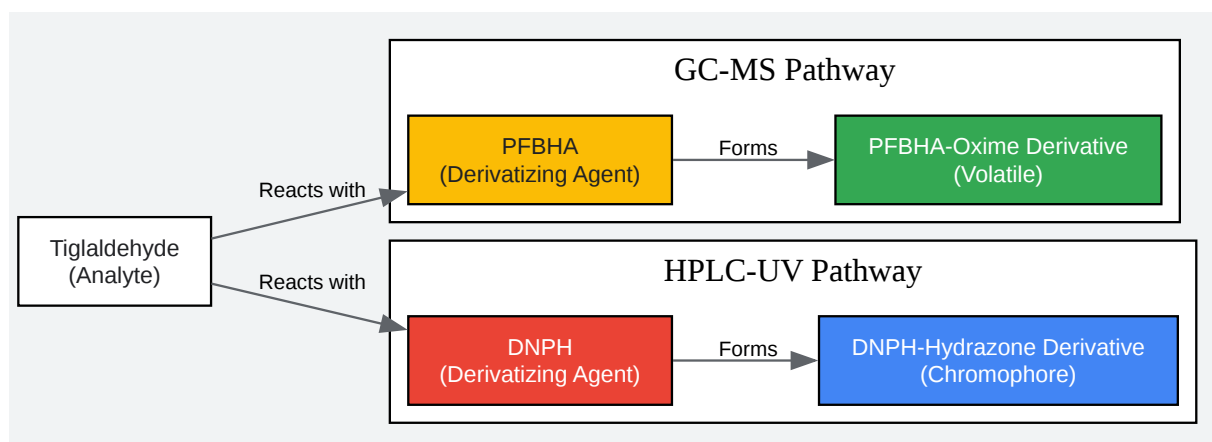 GC-MS Pathway
PFBHA
(Derivatizing Agent)
Forms
PFBHA-Oxime Derivative
(Volatile)
Reacts with
Tiglaldehyde
(Analyte)
Reacts with
HPLC-UV Pathway
DNPH
(Derivatizing Agent)
Forms
DNPH-Hydrazone Derivative
(Chromophore)